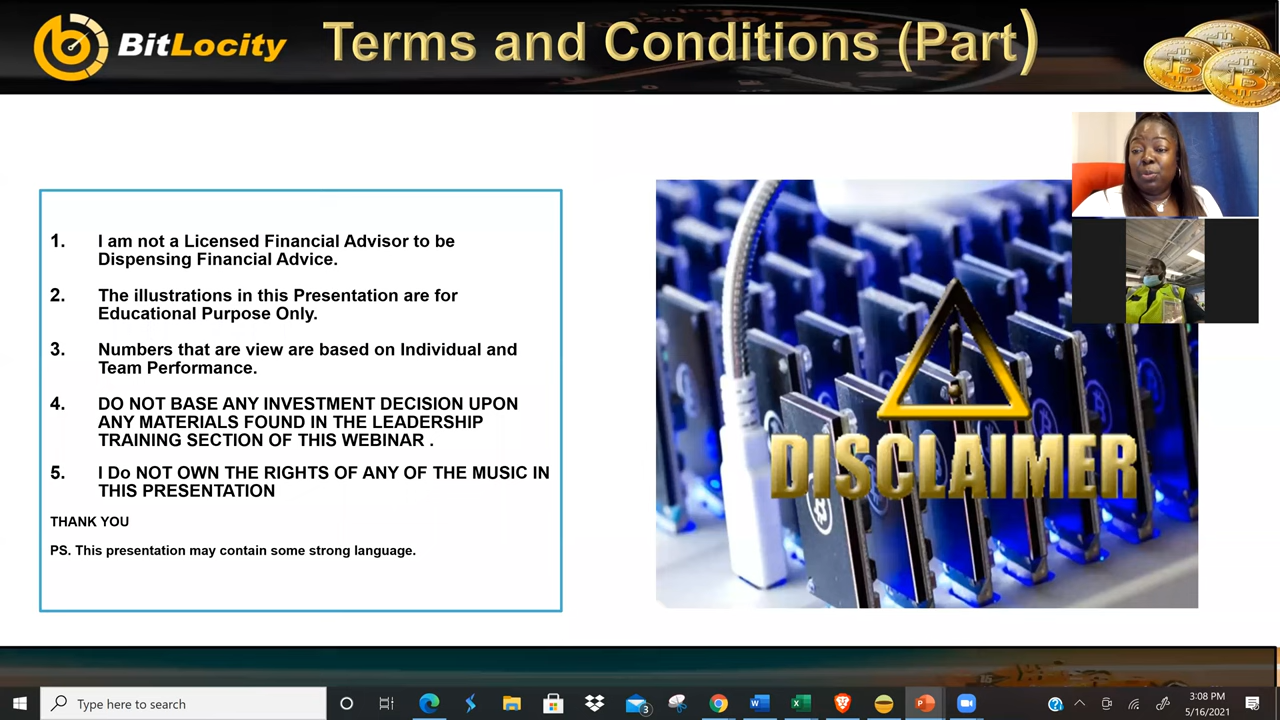 BitLocity
Terms and Conditions (Part)
1. I am not a Licensed Financial Advisor to be
Dispensing Financial Advice.
2. The illustrations in this Presentation are for
Educational Purpose Only.
3. Numbers that are view are based on Individual and
Team Performance.
4. DO NOT BASE ANY INVESTMENT DECISION UPON
ANY MATERIALS FOUND IN THE LEADERSHIP
TRAINING SECTION OF THIS WEBINAR .
5. I Do NOT OWN THE RIGHTS OF ANY OF THE MUSIC IN
THIS PRESENTATION
THANK YOU
PS. This presentation may contain some strong language.
DISCLAIMER
Type here to search
3
3:08 PM
5/16/2021